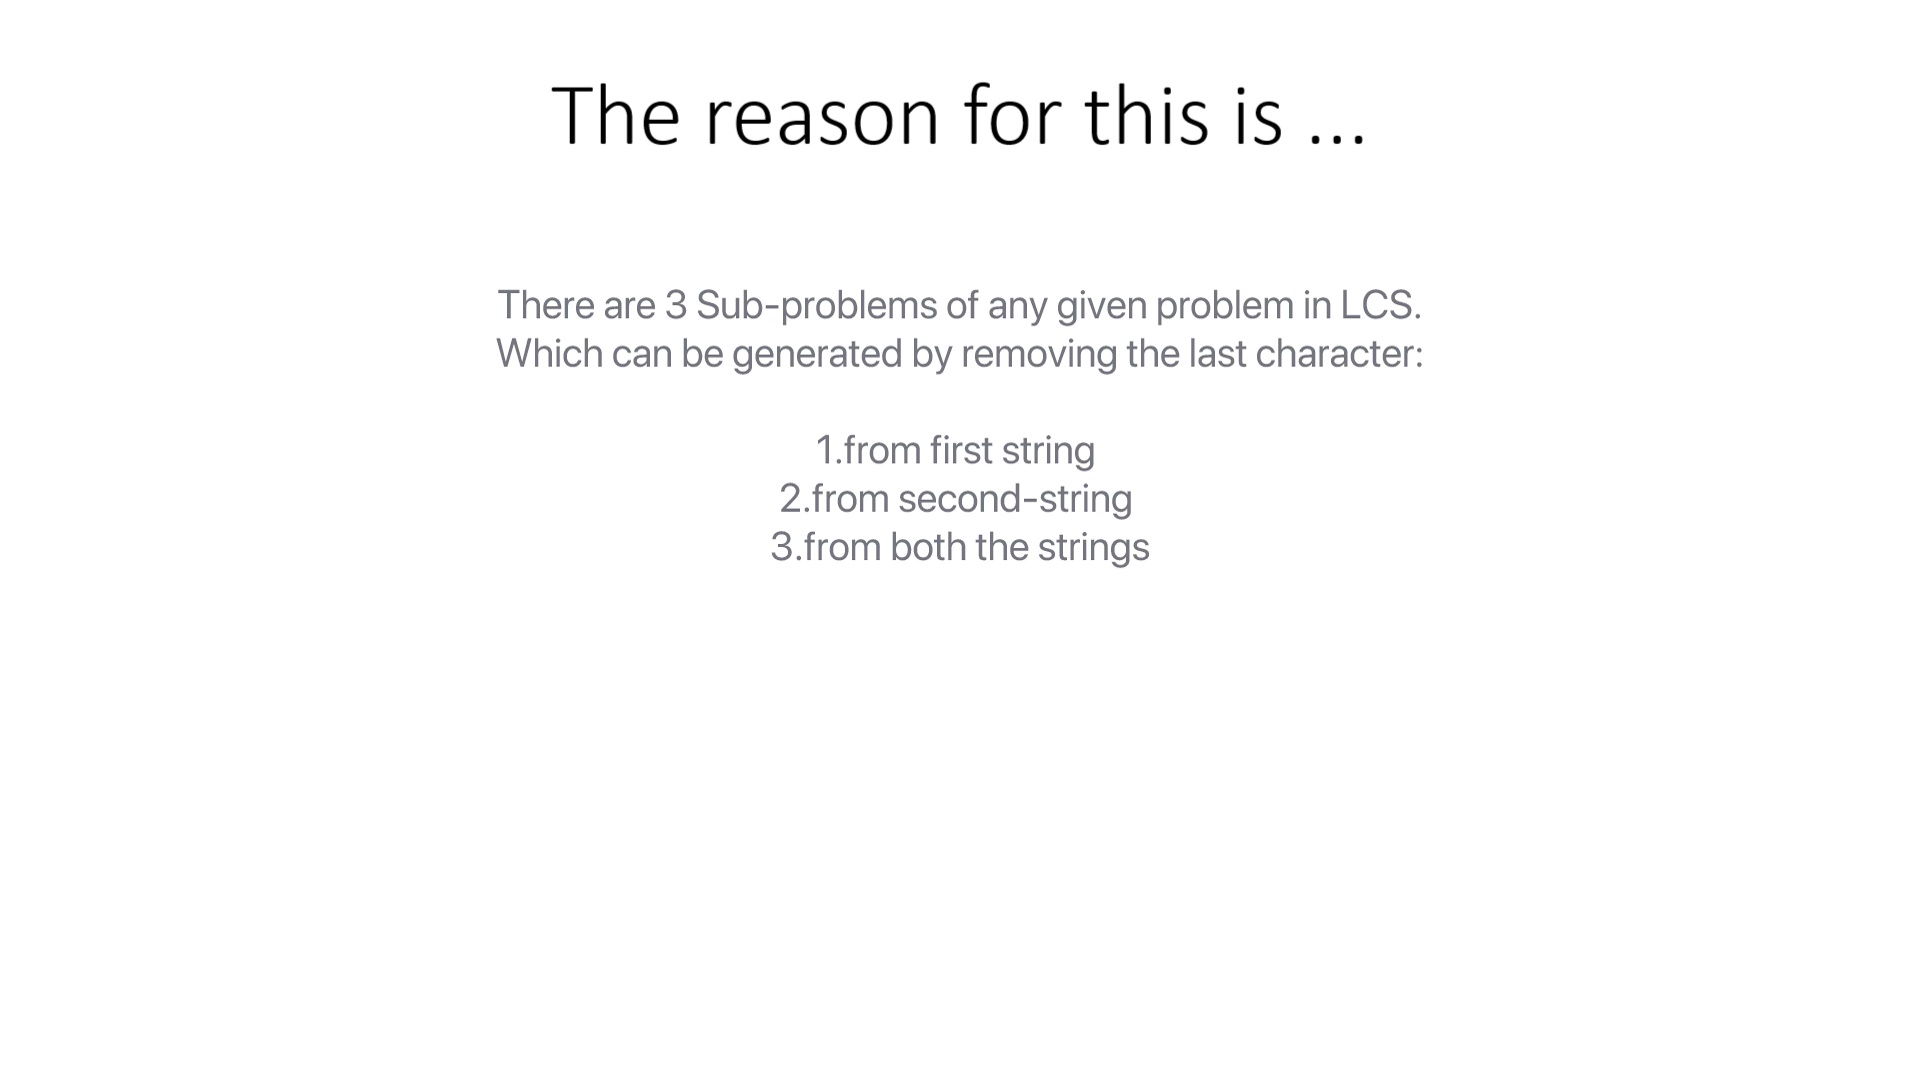 The reason for this is ...
There are 3 Sub-problems of any given problem in LCS.
Which can be generated by removing the last character:
1.from first string
2.from second-string
3.from both the strings